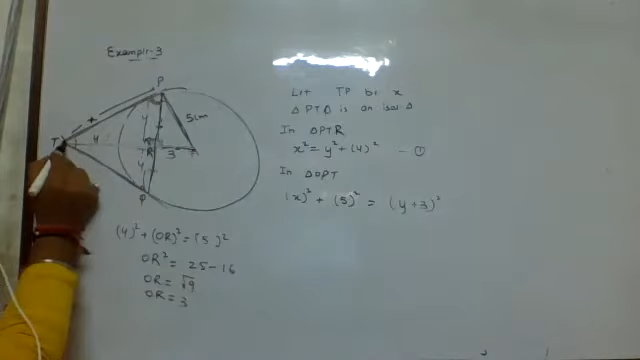 Example-3
P
x
5cm
4
T
y
R
3
4
Q
(4)² + (OR)² = (5)²
OR² = 25-16
OR = √9
OR = 3
Let TP be x
Δ PTQ is an isos Δ
In Δ PTR
x² = y² + (4)² — ①
In Δ OPT
(x)² + (5)² = (y+3)²